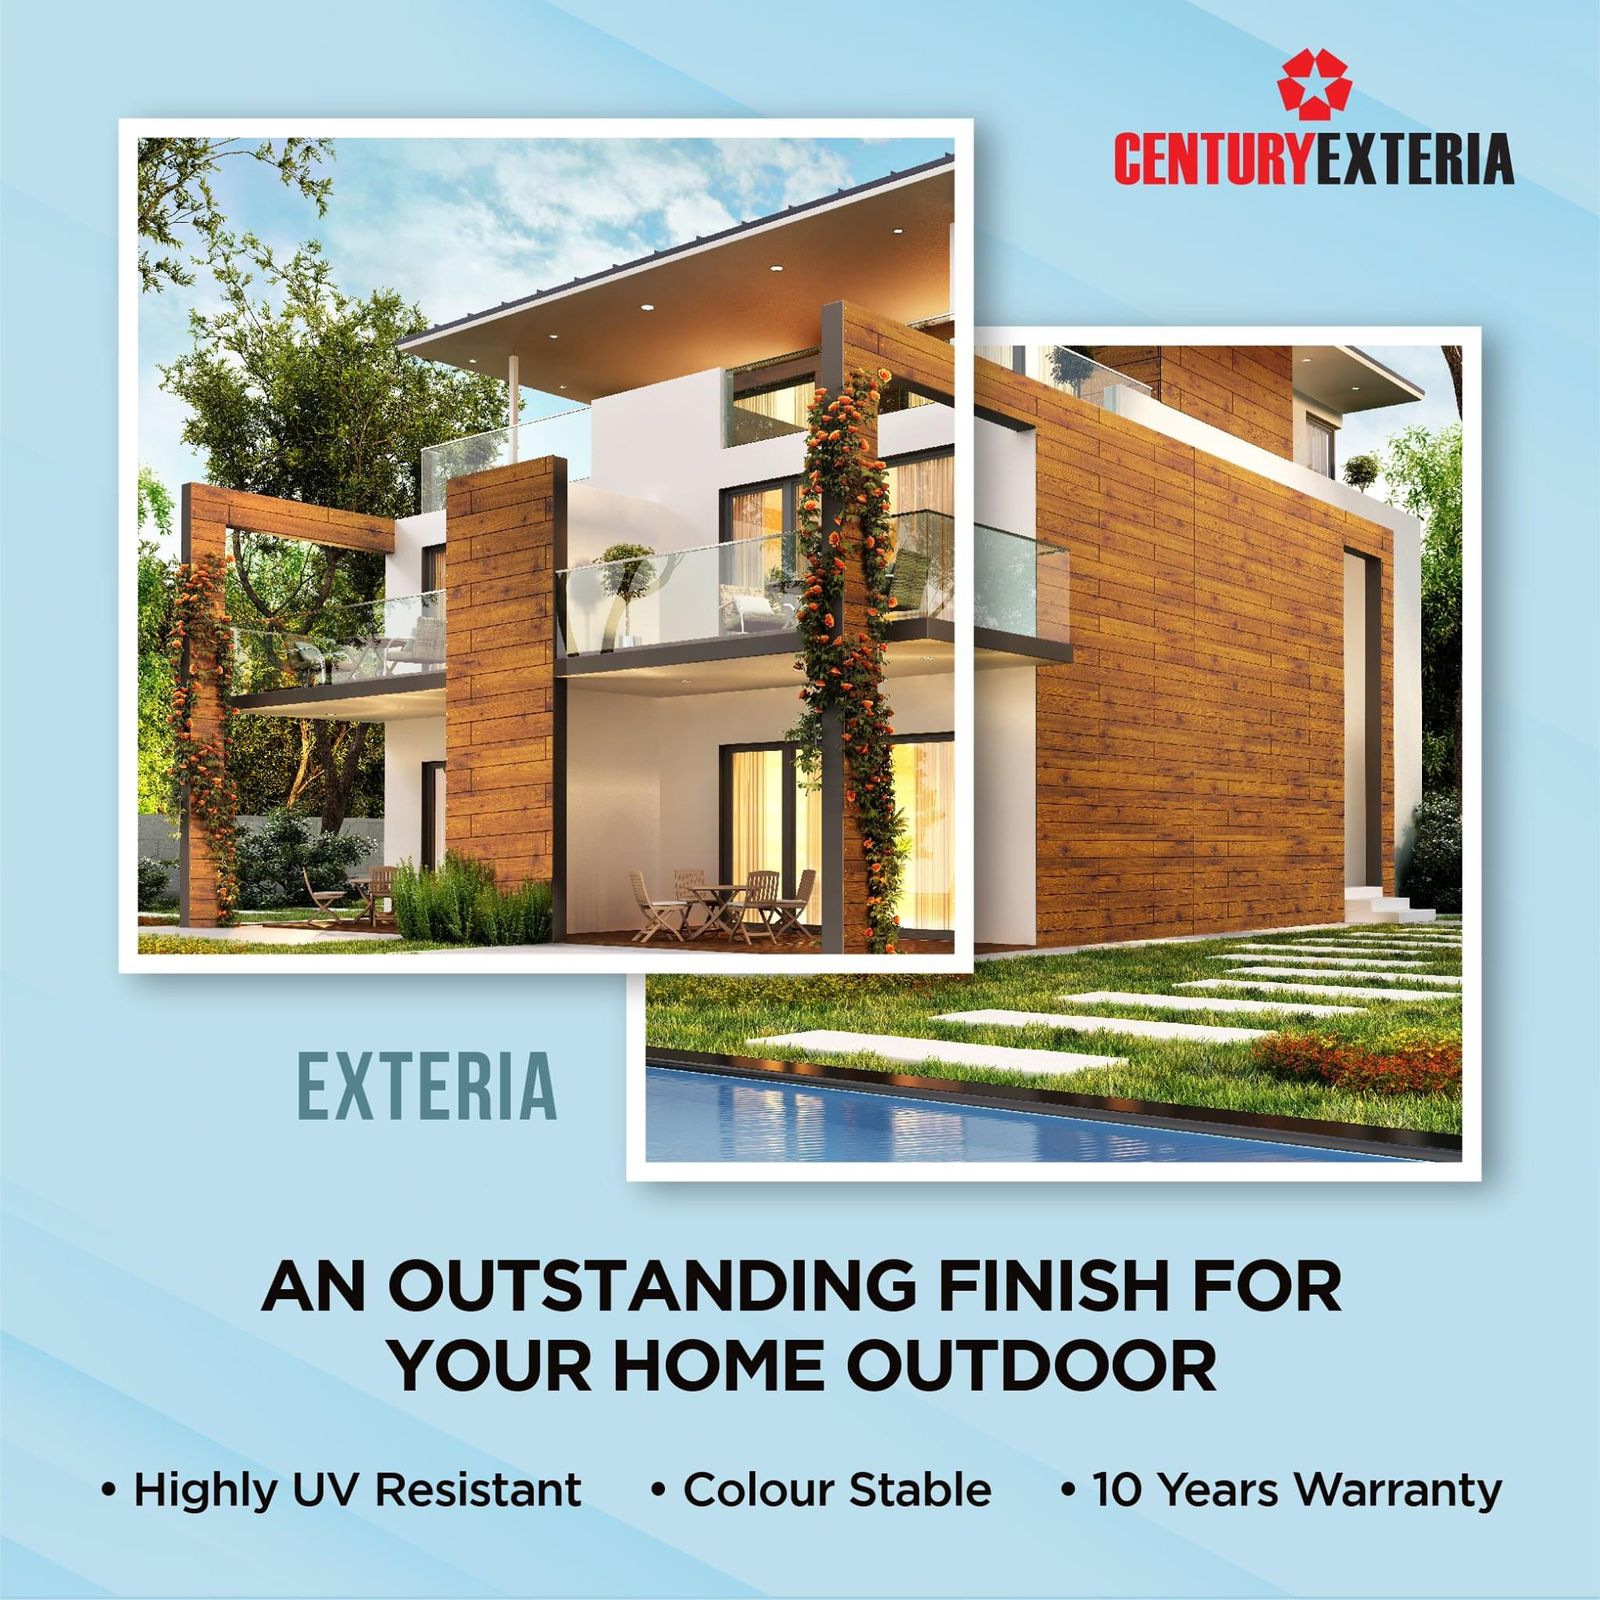 CENTURYEXTERIA
EXTERIA
AN OUTSTANDING FINISH FOR
YOUR HOME OUTDOOR
• Highly UV Resistant • Colour Stable • 10 Years Warranty